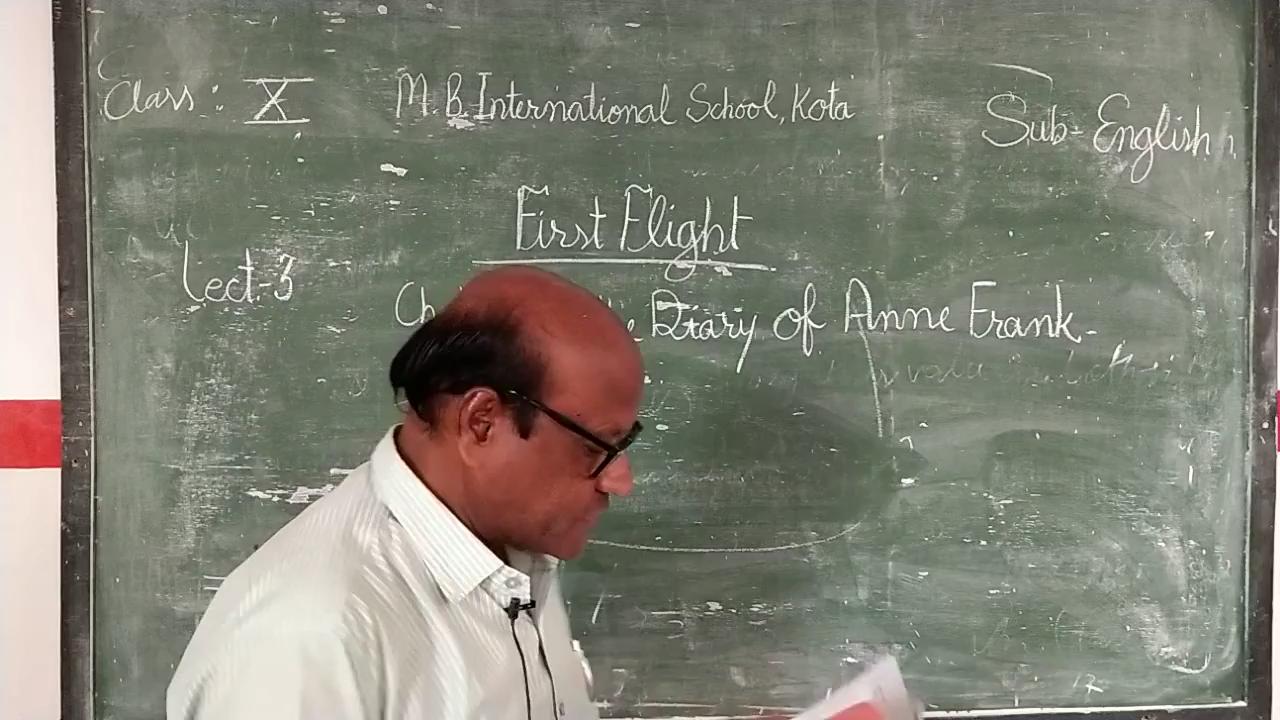 Class: X M.B. International School, Kota Sub- English
First Flight
Lect-3
Diary of Anne Frank.